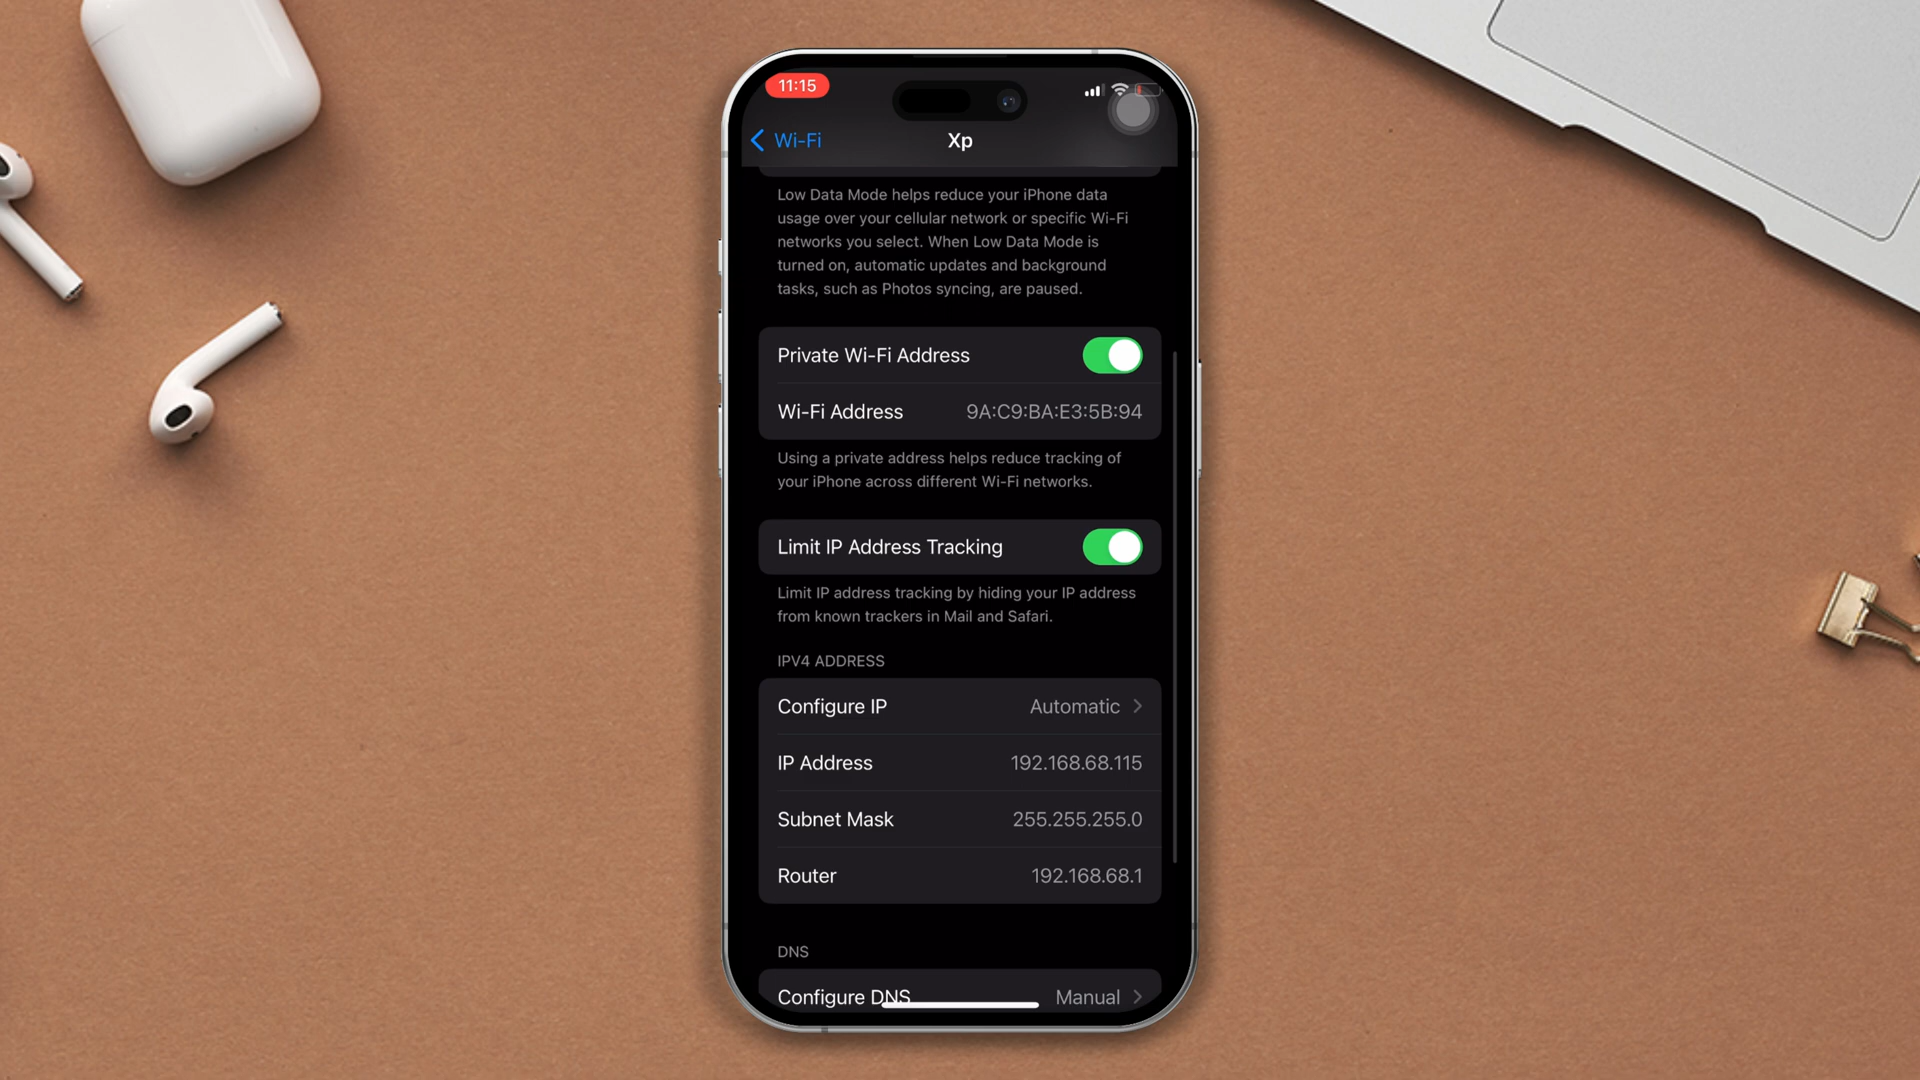 11:15
Wi-Fi
Xp
Low Data Mode helps reduce your iPhone data
usage over your cellular network or specific Wi-Fi
networks you select. When Low Data Mode is
turned on, automatic updates and background
tasks, such as Photos syncing, are paused.
Private Wi-Fi Address
Wi-Fi Address 9A:C9:BA:E3:5B:94
Using a private address helps reduce tracking of
your iPhone across different Wi-Fi networks.
Limit IP Address Tracking
Limit IP address tracking by hiding your IP address
from known trackers in Mail and Safari.
IPV4 ADDRESS
Configure IP Automatic
IP Address 192.168.68.115
Subnet Mask 255.255.255.0
Router 192.168.68.1
DNS
Configure DNS Manual